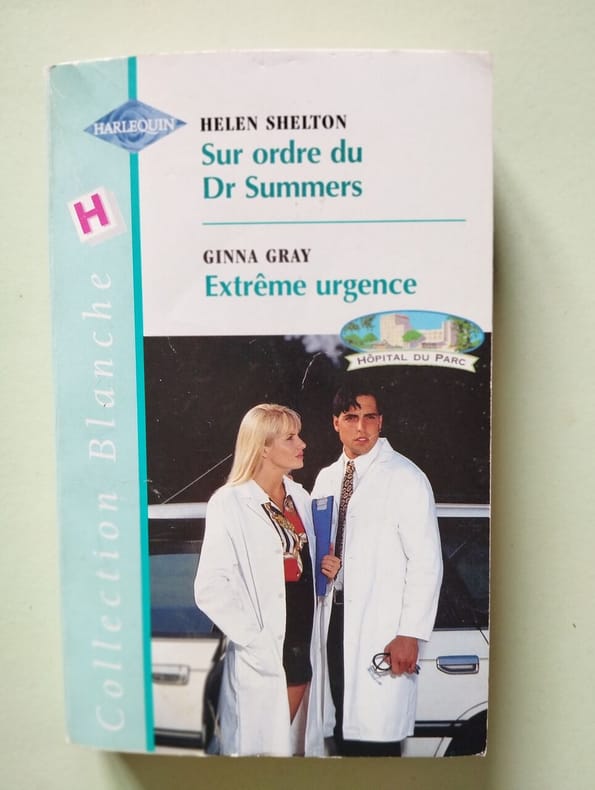 HARLEQUIN
HELEN SHELTON
Sur ordre du
Dr Summers
H
GINNA GRAY
Extrême urgence
HÔPITAL DU PARC
Collection Blanche